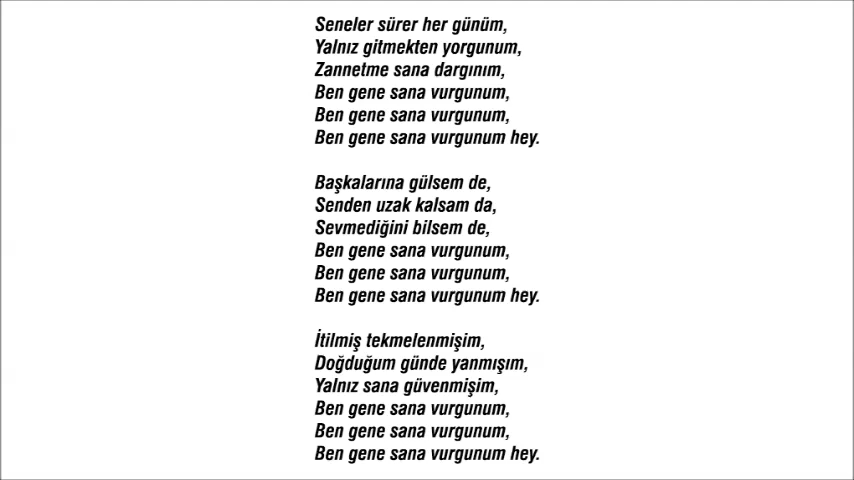 Seneler sürer her günüm,
Yalnız gitmekten yorgunum,
Zannetme sana dargınım,
Ben gene sana vurgunum,
Ben gene sana vurgunum,
Ben gene sana vurgunum hey.

Başkalarına gülsem de,
Senden uzak kalsam da,
Sevmediğini bilsem de,
Ben gene sana vurgunum,
Ben gene sana vurgunum,
Ben gene sana vurgunum hey.

İtilmiş tekmelenmişim,
Doğduğum günde yanmışım,
Yalnız sana güvenmişim,
Ben gene sana vurgunum,
Ben gene sana vurgunum,
Ben gene sana vurgunum hey.